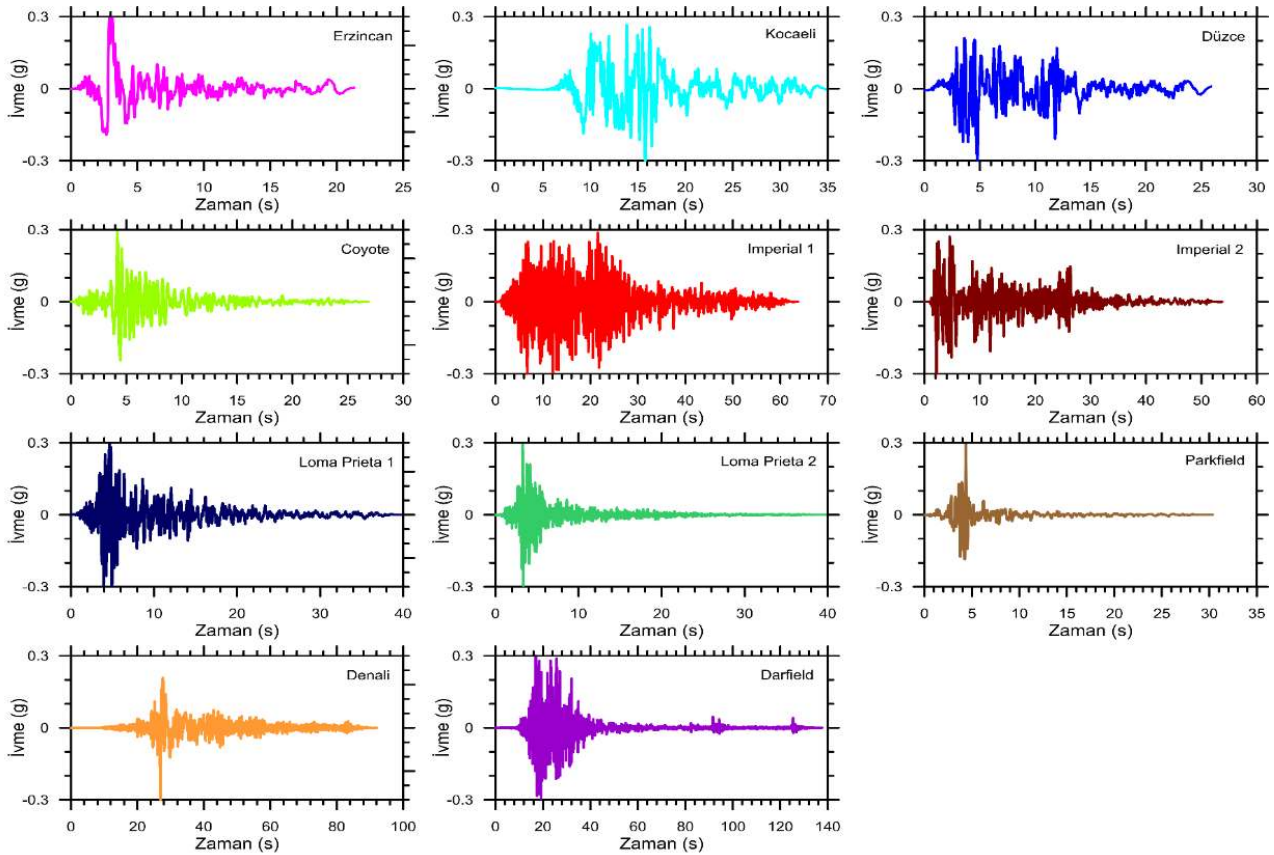 0.3
Erzincan
İvme (g)
0
-0.3
0 5 10 15 20 25
Zaman (s)
0.3
Kocaeli
İvme (g)
0
-0.3
0 5 10 15 20 25 30 35
Zaman (s)
0.3
Düzce
İvme (g)
0
-0.3
0 5 10 15 20 25 30
Zaman (s)
0.3
Coyote
İvme (g)
0
-0.3
0 5 10 15 20 25 30
Zaman (s)
0.3
Imperial 1
İvme (g)
0
-0.3
0 10 20 30 40 50 60 70
Zaman (s)
0.3
Imperial 2
İvme (g)
0
-0.3
0 10 20 30 40 50 60
Zaman (s)
0.3
Loma Prieta 1
İvme (g)
0
-0.3
0 10 20 30 40
Zaman (s)
0.3
Loma Prieta 2
İvme (g)
0
-0.3
0 10 20 30 40
Zaman (s)
0.3
Parkfield
İvme (g)
0
-0.3
0 5 10 15 20 25 30 35
Zaman (s)
0.3
Denali
İvme (g)
0
-0.3
0 20 40 60 80 100
Zaman (s)
0.3
Darfield
İvme (g)
0
-0.3
0 20 40 60 80 100 120 140
Zaman (s)